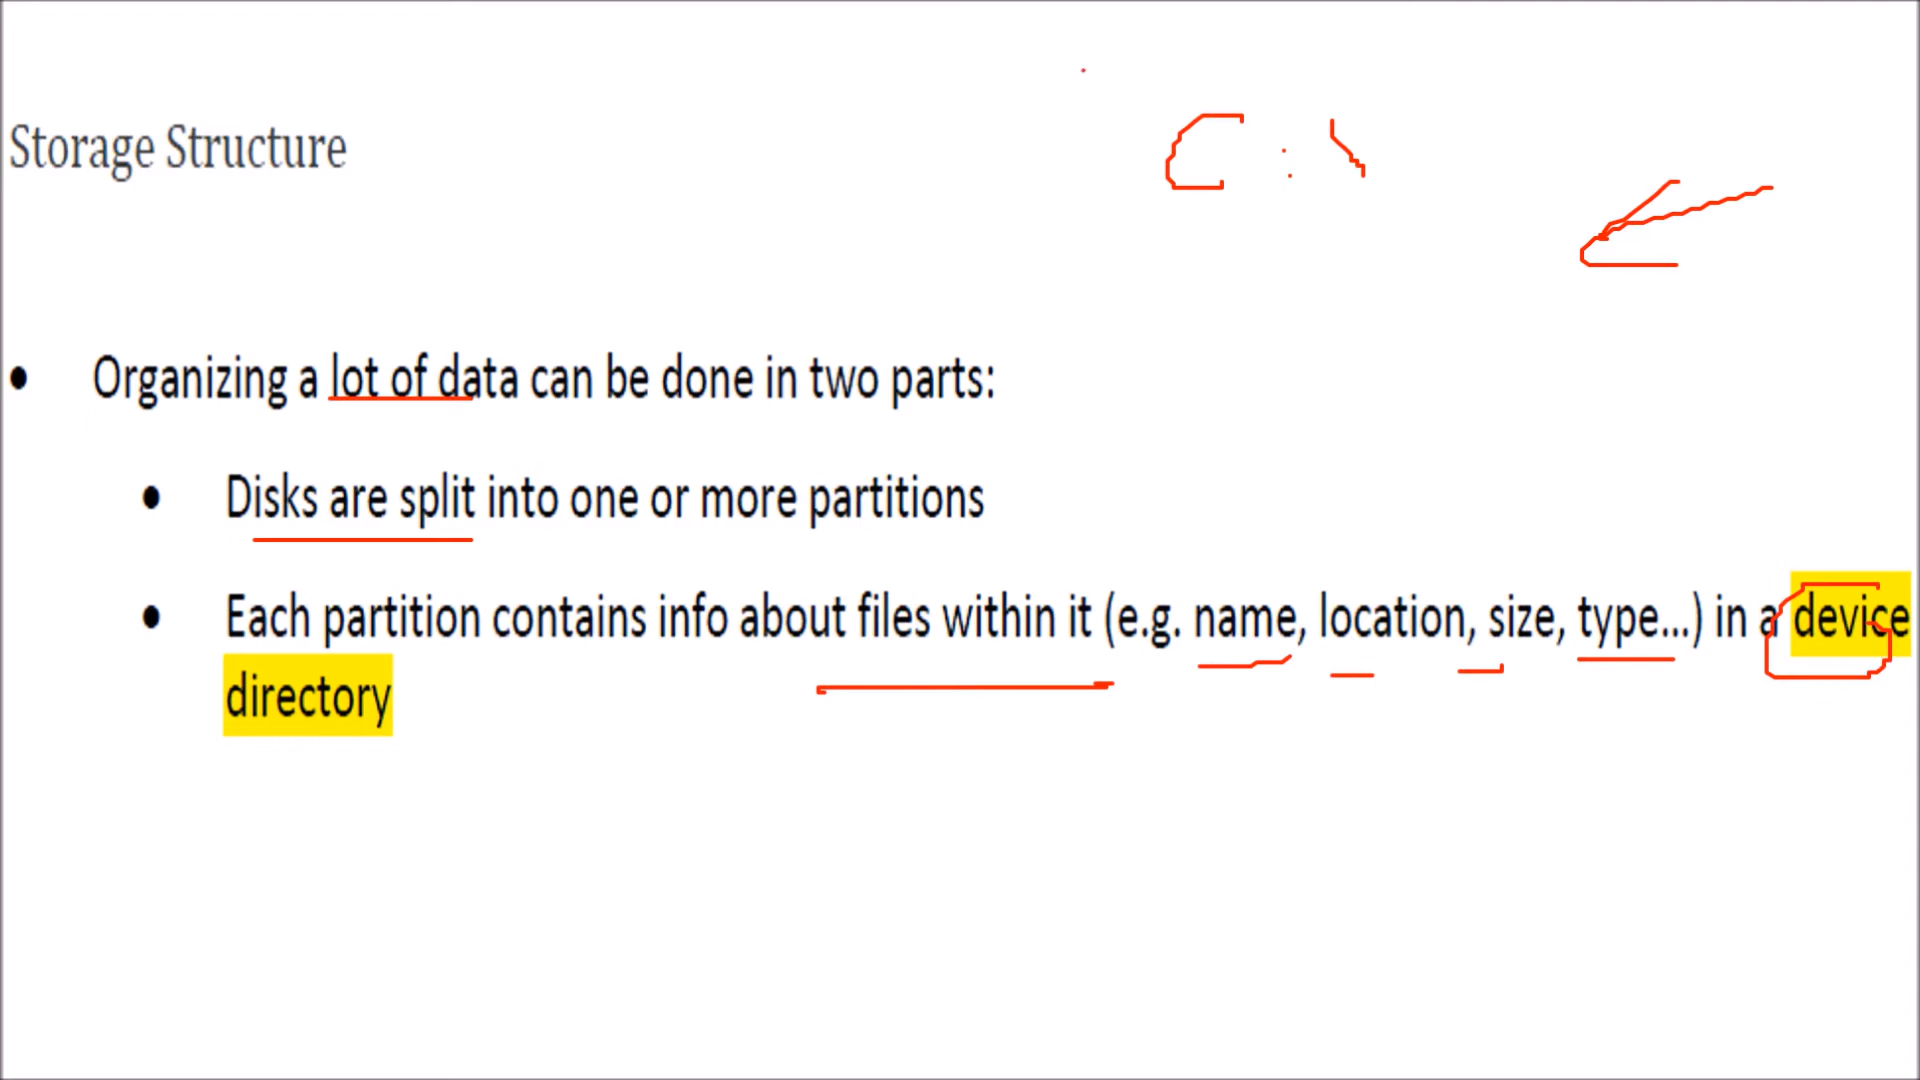 C:\
Storage Structure
• Organizing a lot of data can be done in two parts:
• Disks are split into one or more partitions
• Each partition contains info about files within it (e.g. name, location, size, type...) in a device
directory